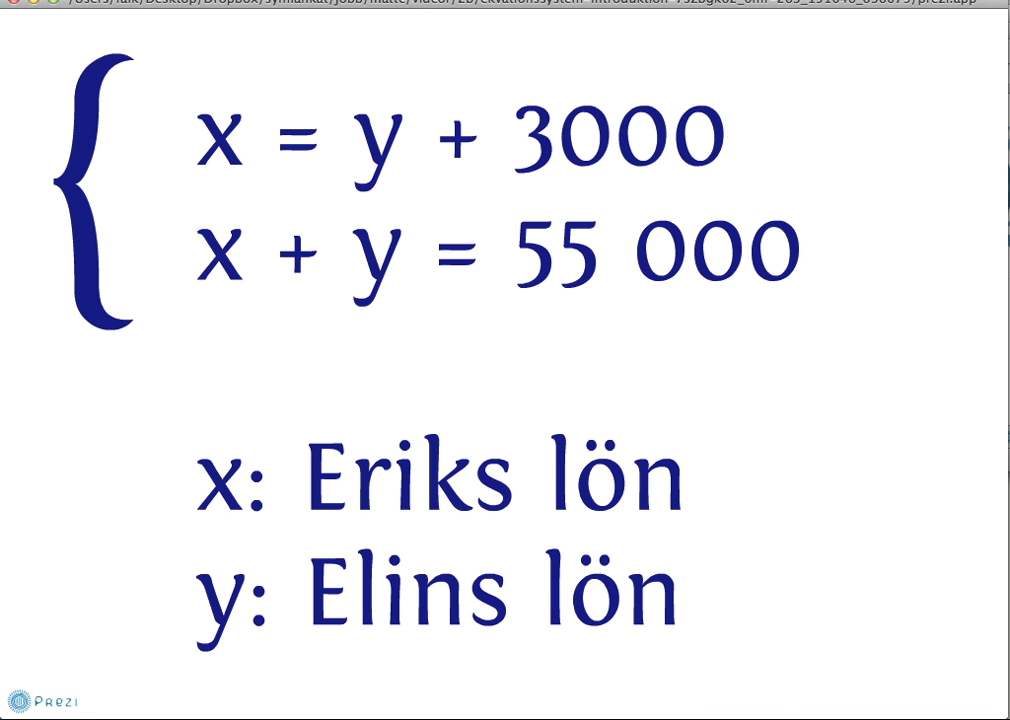 x = y + 3000
x + y = 55 000
x: Eriks lön
y: Elins lön
Prezi